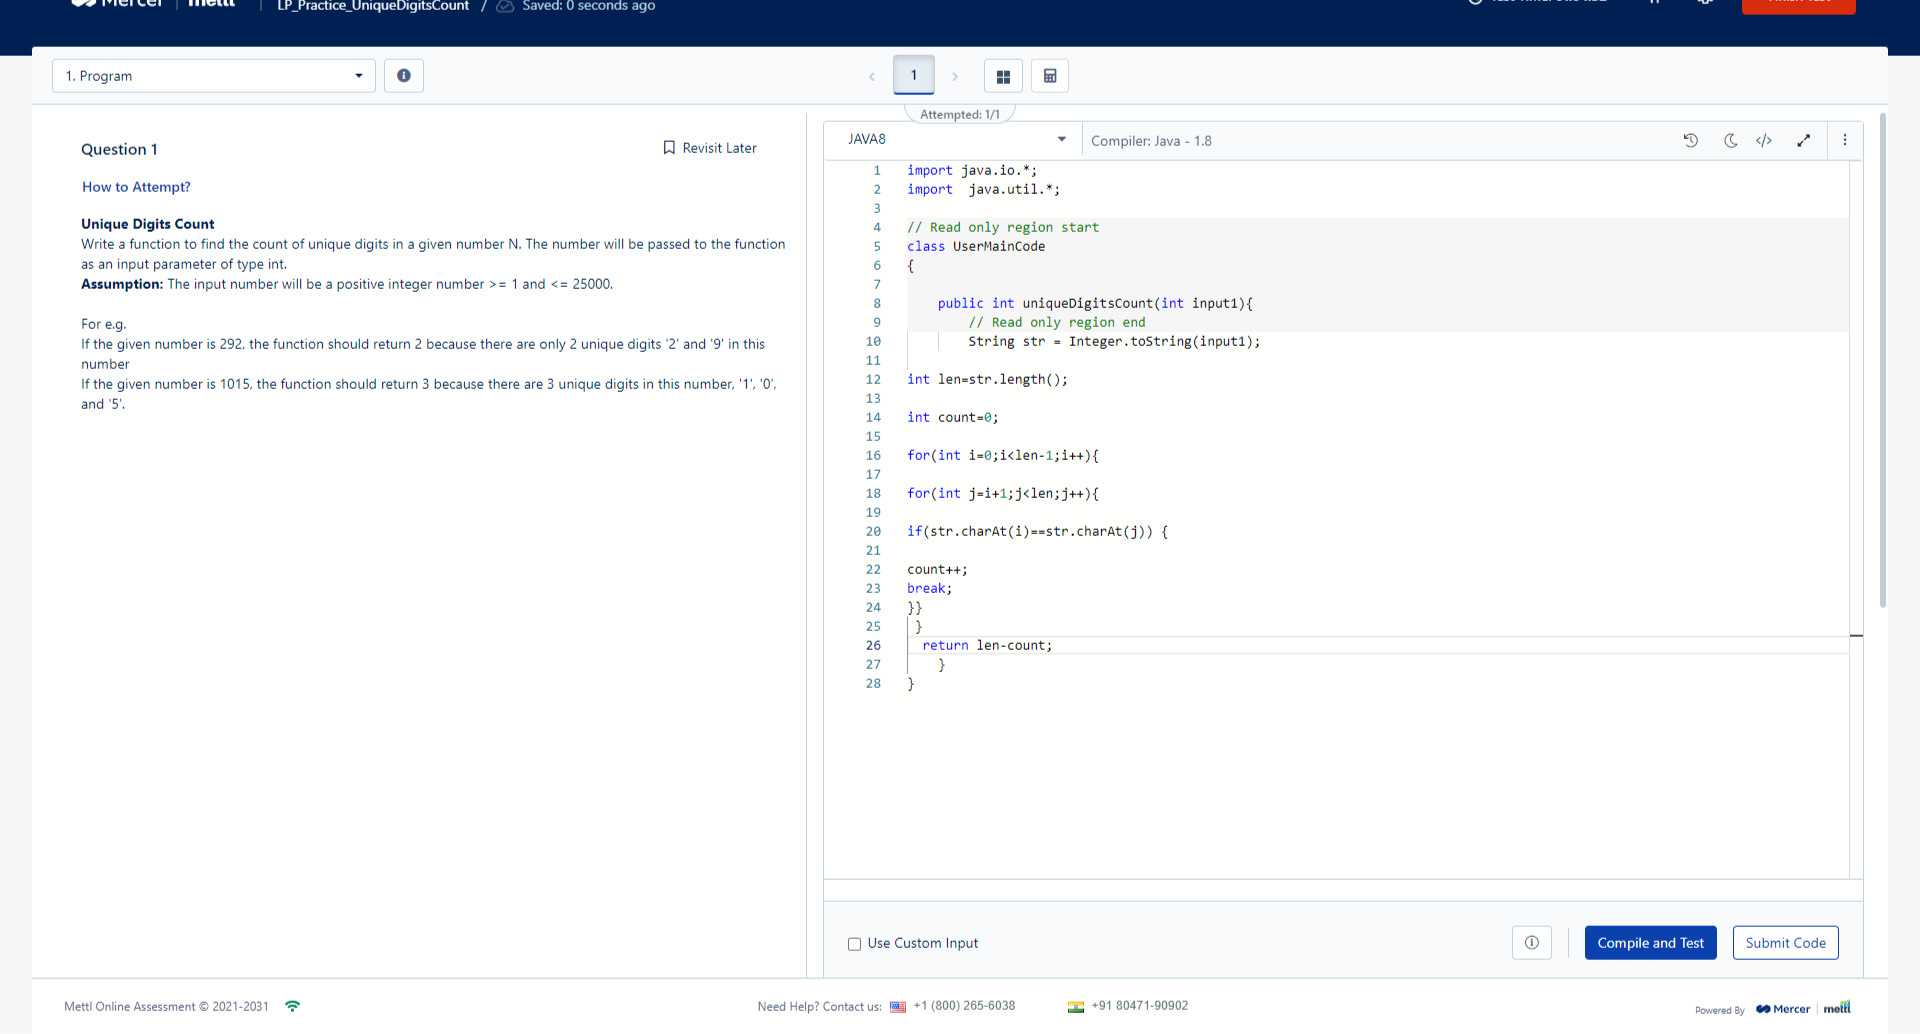 Mercer | mettl | LP_Practice_UniqueDigitsCount / Saved: 0 seconds ago
1. Program
1
Attempted: 1/1
Question 1
Revisit Later
How to Attempt?
Unique Digits Count
Write a function to find the count of unique digits in a given number N. The number will be passed to the function
as an input parameter of type int.
Assumption: The input number will be a positive integer number >= 1 and <= 25000.
For e.g.
If the given number is 292, the function should return 2 because there are only 2 unique digits '2' and '9' in this
number
If the given number is 1015, the function should return 3 because there are 3 unique digits in this number, '1', '0',
and '5'.
JAVA8
Compiler: Java - 1.8
1 import java.io.*;
2 import  java.util.*;
3
4 // Read only region start
5 class UserMainCode
6 {
7
8 public int uniqueDigitsCount(int input1){
9 // Read only region end
10 String str = Integer.toString(input1);
11
12 int len=str.length();
13
14 int count=0;
15
16 for(int i=0;i<len-1;i++){
17
18 for(int j=i+1;j<len;j++){
19
20 if(str.charAt(i)==str.charAt(j)) {
21
22 count++;
23 break;
24 }}
25 }
26 return len-count;
27 }
28 }
Use Custom Input
Compile and Test
Submit Code
Mettl Online Assessment © 2021-2031
Need Help? Contact us: +1 (800) 265-6038
+91 80471-90902
Powered By Mercer | mettl